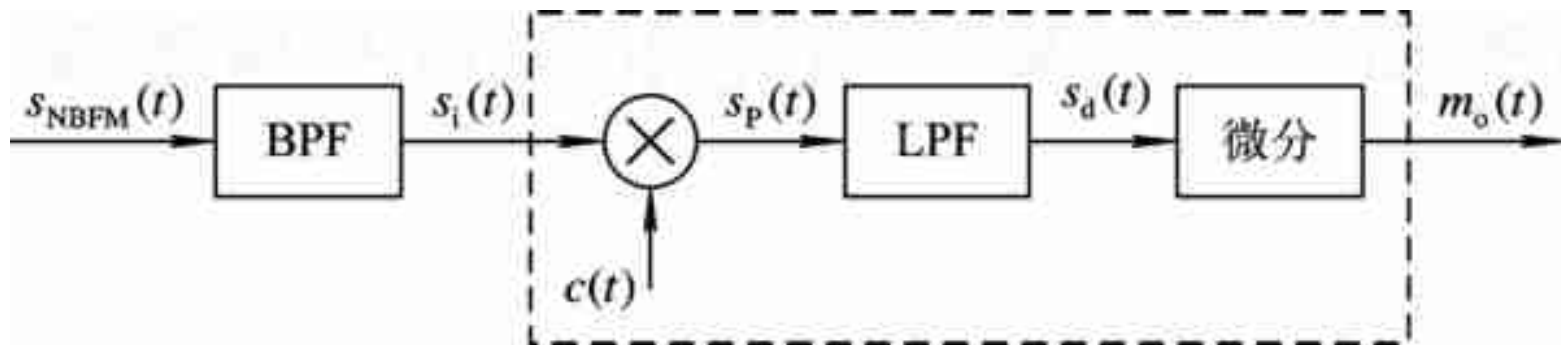 s_NBFM(t)
BPF
s_i(t)
s_P(t)
LPF
s_d(t)
微分
m_o(t)
c(t)